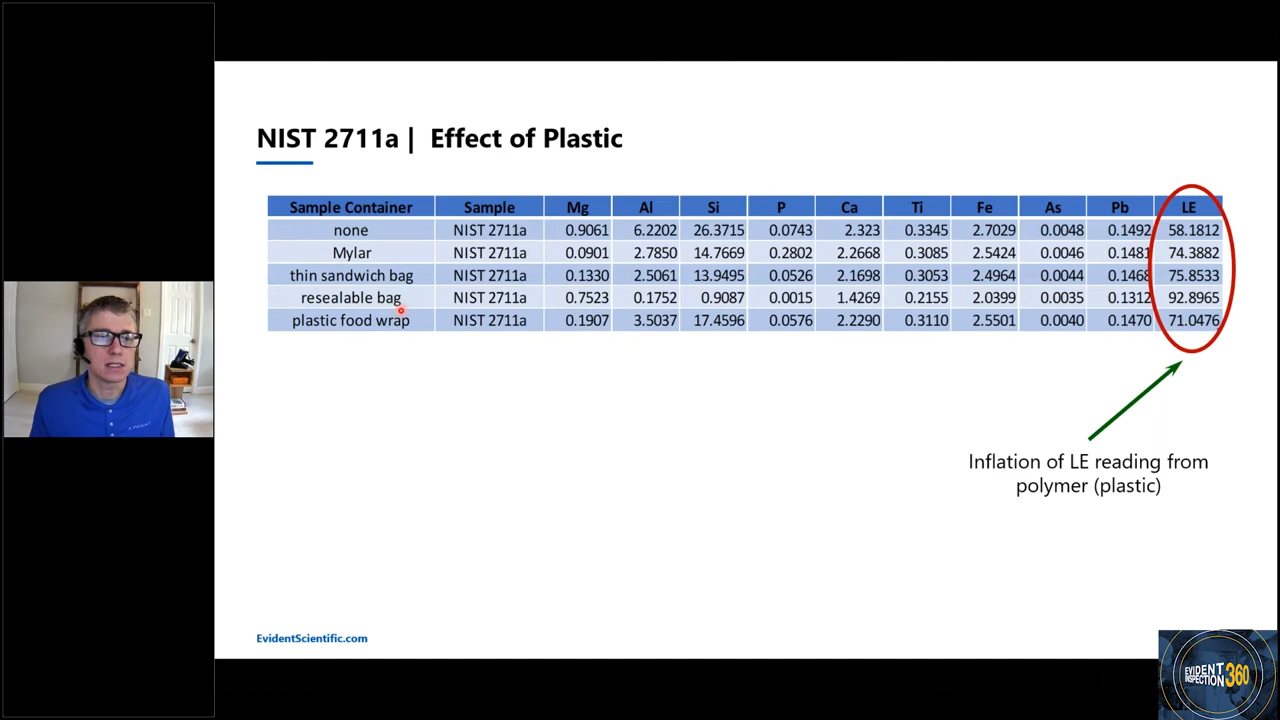 NIST 2711a | Effect of Plastic
Sample Container Sample Mg Al Si P Ca Ti Fe As Pb LE
none NIST 2711a 0.9061 6.2202 26.3715 0.0743 2.323 0.3345 2.7029 0.0048 0.1492 58.1812
Mylar NIST 2711a 0.0901 2.7850 14.7669 0.2802 2.2668 0.3085 2.5424 0.0046 0.1481 74.3882
thin sandwich bag NIST 2711a 0.1330 2.5061 13.9495 0.0526 2.1698 0.3053 2.4964 0.0044 0.1468 75.8533
resealable bag NIST 2711a 0.7523 0.1752 0.9087 0.0015 1.4269 0.2155 2.0399 0.0035 0.1312 92.8965
plastic food wrap NIST 2711a 0.1907 3.5037 17.4596 0.0576 2.2290 0.3110 2.5501 0.0040 0.1470 71.0476
Inflation of LE reading from
polymer (plastic)
EvidentScientific.com
EVIDENT
INSPECTION 360